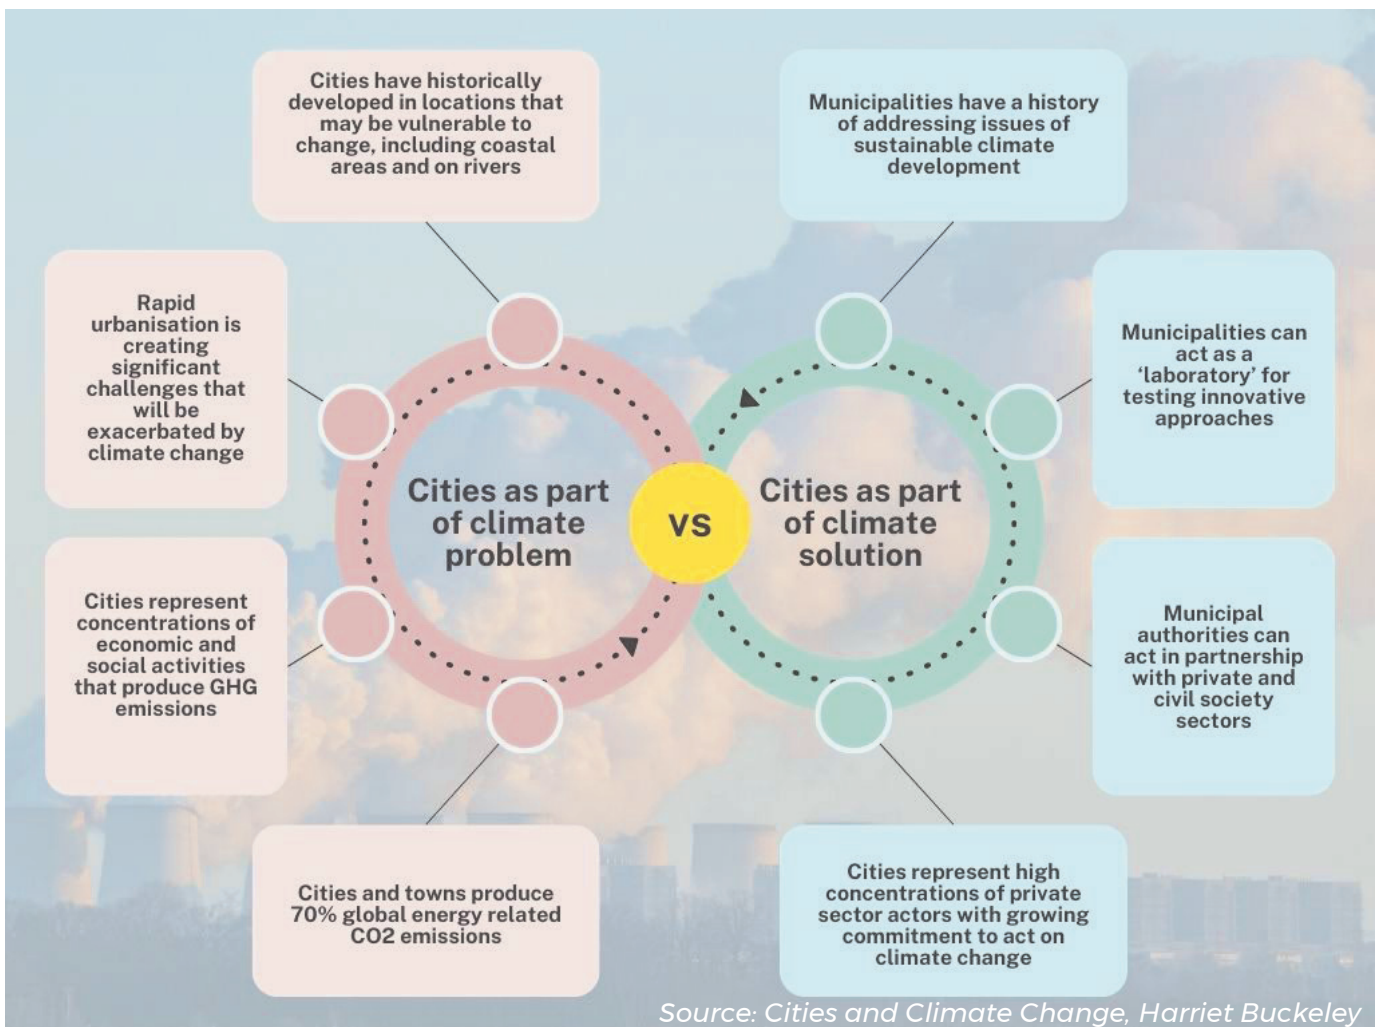 Cities have historically
developed in locations that
may be vulnerable to
change, including coastal
areas and on rivers
Rapid
urbanisation is
creating
significant
challenges that
will be
exacerbated by
climate change
Cities represent
concentrations of
economic and
social activities
that produce GHG
emissions
Cities and towns produce
70% global energy related
CO2 emissions
Cities as part
of climate
problem
vs
Cities as part
of climate
solution
Municipalities have a history
of addressing issues of
sustainable climate
development
Municipalities can
act as a
‘laboratory’ for
testing innovative
approaches
Municipal
authorities can
act in partnership
with private and
civil society
sectors
Cities represent high
concentrations of private
sector actors with growing
commitment to act on
climate change
Source: Cities and Climate Change, Harriet Buckeley